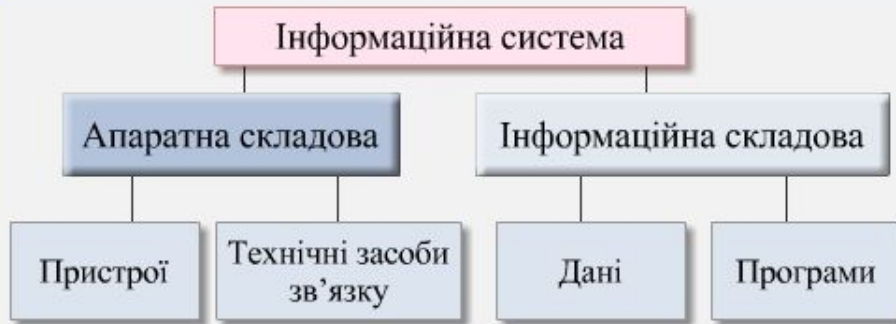 Інформаційна система
Апаратна складова
Інформаційна складова
Пристрої
Технічні засоби
зв’язку
Дані
Програми